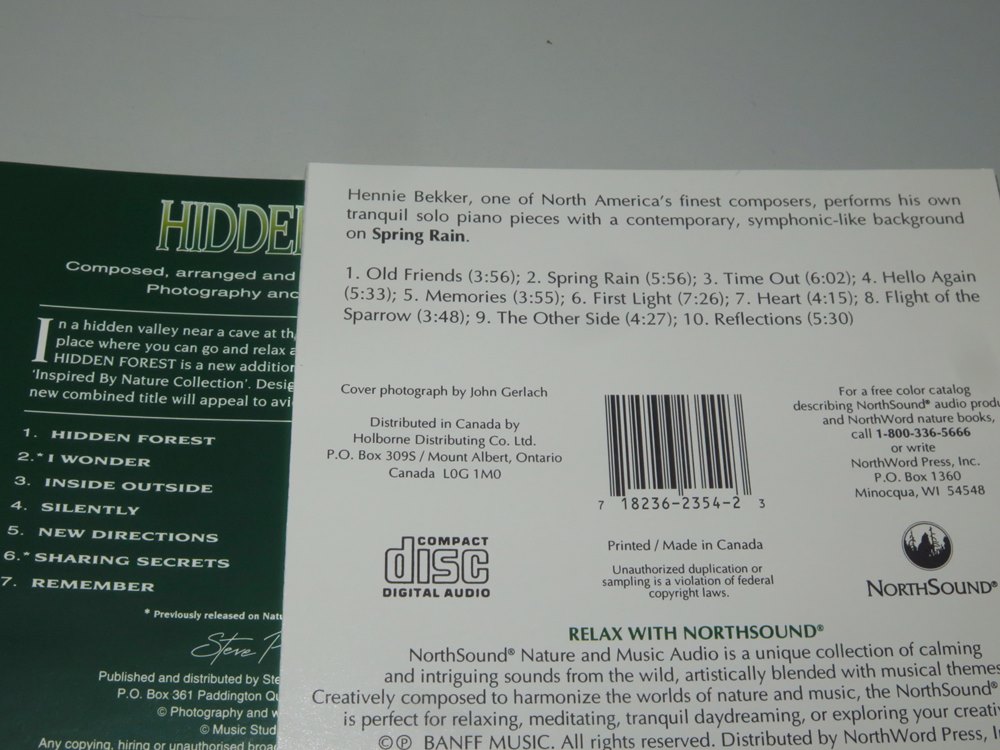 HIDDE
Composed, arranged and
Photography and
In a hidden valley near a cave at th
place where you can go and relax a
HIDDEN FOREST is a new addition
'Inspired By Nature Collection'. Desig
new combined title will appeal to avi
1. HIDDEN FOREST
2.* I WONDER
3. INSIDE OUTSIDE
4. SILENTLY
5. NEW DIRECTIONS
6.* SHARING SECRETS
7. REMEMBER
* Previously released on Natu
Steve P
Published and distributed by Ste
P.O. Box 361 Paddington Qu
© Photography and w
© Music Stud
Any copying, hiring or unauthorised broad
Hennie Bekker, one of North America's finest composers, performs his own
tranquil solo piano pieces with a contemporary, symphonic-like background
on Spring Rain.
1. Old Friends (3:56); 2. Spring Rain (5:56); 3. Time Out (6:02); 4. Hello Again
(5:33); 5. Memories (3:55); 6. First Light (7:26); 7. Heart (4:15); 8. Flight of the
Sparrow (3:48); 9. The Other Side (4:27); 10. Reflections (5:30)
Cover photograph by John Gerlach
Distributed in Canada by
Holborne Distributing Co. Ltd.
P.O. Box 309S / Mount Albert, Ontario
Canada L0G 1M0
COMPACT
disc
DIGITAL AUDIO
7 18236-2354-2 3
Printed / Made in Canada
Unauthorized duplication or
sampling is a violation of federal
copyright laws.
For a free color catalog
describing NorthSound® audio produ
and NorthWord nature books,
call 1-800-336-5666
or write
NorthWord Press, Inc.
P.O. Box 1360
Minocqua, WI 54548
NORTHSOUND®
RELAX WITH NORTHSOUND®
NorthSound® Nature and Music Audio is a unique collection of calming
and intriguing sounds from the wild, artistically blended with musical themes
Creatively composed to harmonize the worlds of nature and music, the NorthSound®
is perfect for relaxing, meditating, tranquil daydreaming, or exploring your creativ
©℗ BANFF MUSIC. All rights reserved. Distributed by NorthWord Press, I